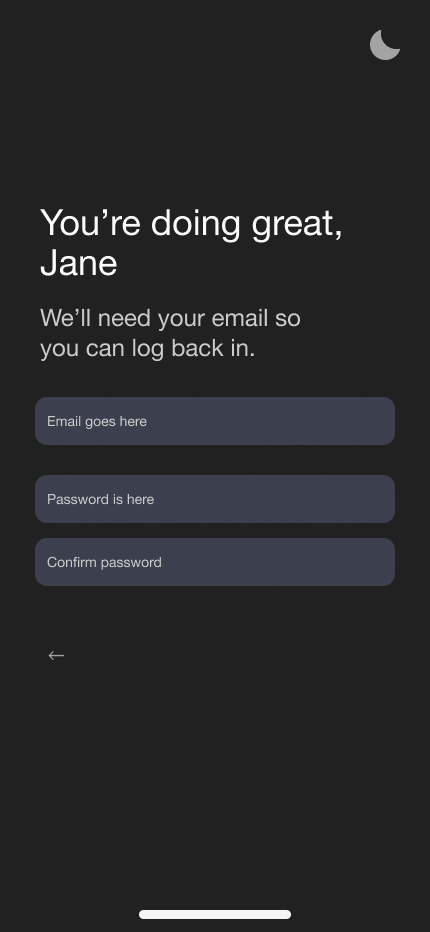 You’re doing great,
Jane
We’ll need your email so
you can log back in.
Email goes here
Password is here
Confirm password